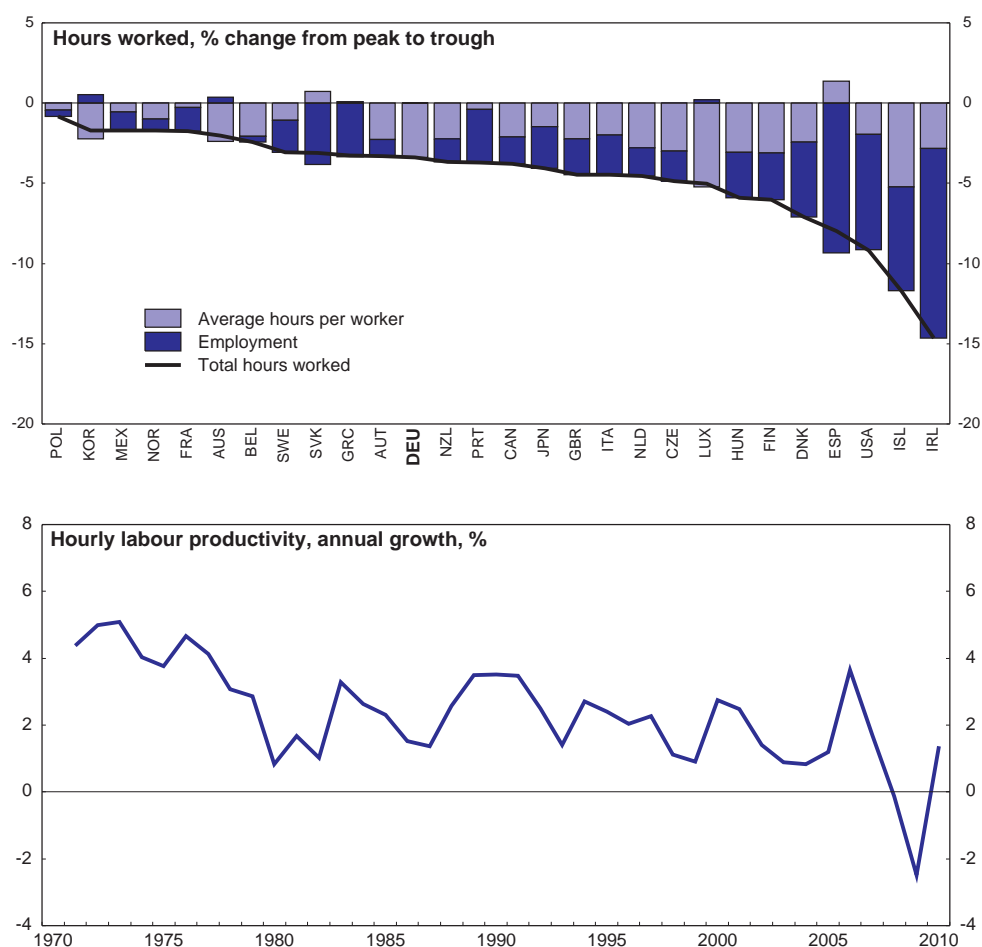 Hours worked, % change from peak to trough
5 5
0 0
-5 -5
-10 -10
-15 -15
-20 -20
Average hours per worker
Employment
Total hours worked
POL KOR MEX NOR FRA AUS BEL SWE SVK GRC AUT DEU NZL PRT CAN JPN GBR ITA NLD CZE LUX HUN FIN DNK ESP USA ISL IRL
Hourly labour productivity, annual growth, %
8 8
6 6
4 4
2 2
0 0
-2 -2
-4 -4
1970 1975 1980 1985 1990 1995 2000 2005 2010